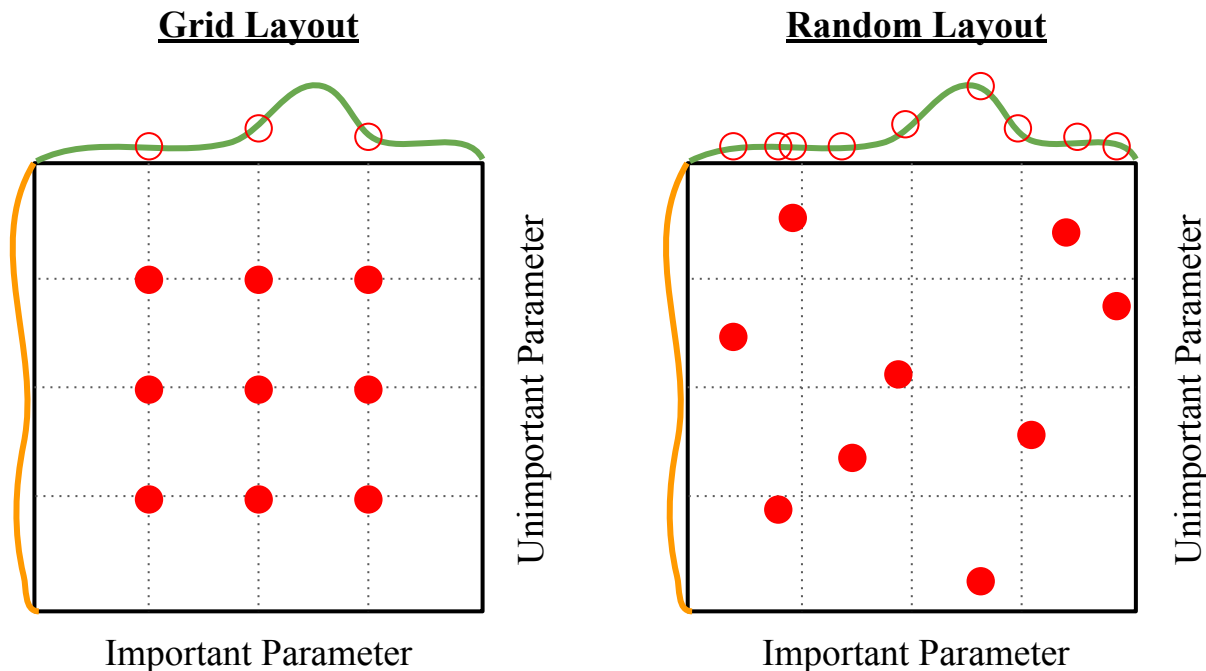 Grid Layout
Unimportant Parameter
Important Parameter
Random Layout
Unimportant Parameter
Important Parameter